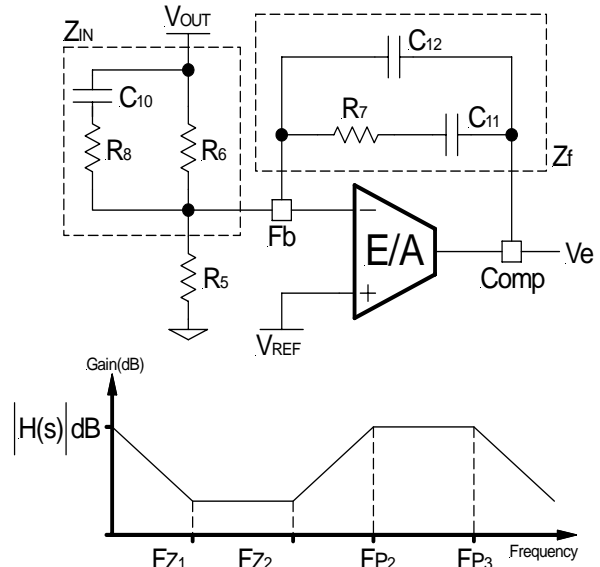 VOUT
ZIN
C12
C10
R7
C11
R8
R6
Zf
Fb
−
E/A
Ve
Comp
R5
+
VREF
Gain(dB)
|H(s)|dB
FZ1
FZ2
FP2
FP3
Frequency